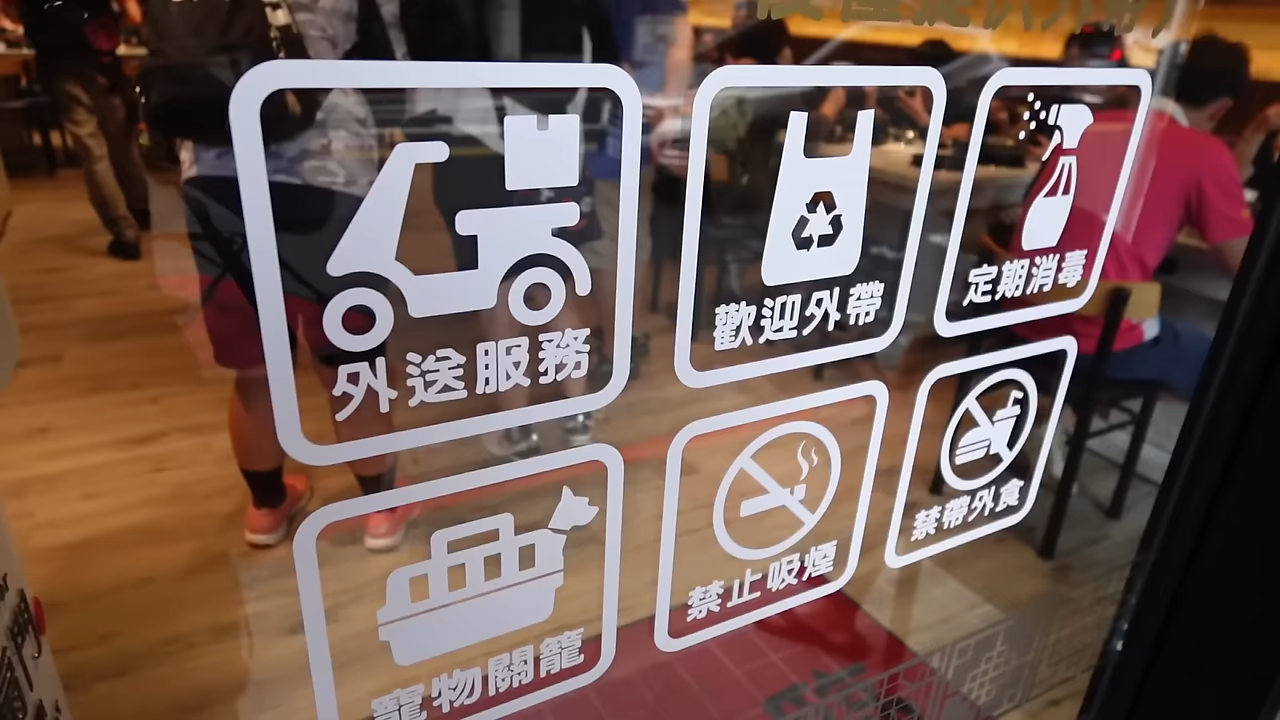 外送服務
歡迎外帶
定期消毒
寵物關籠
禁止吸煙
禁帶外食